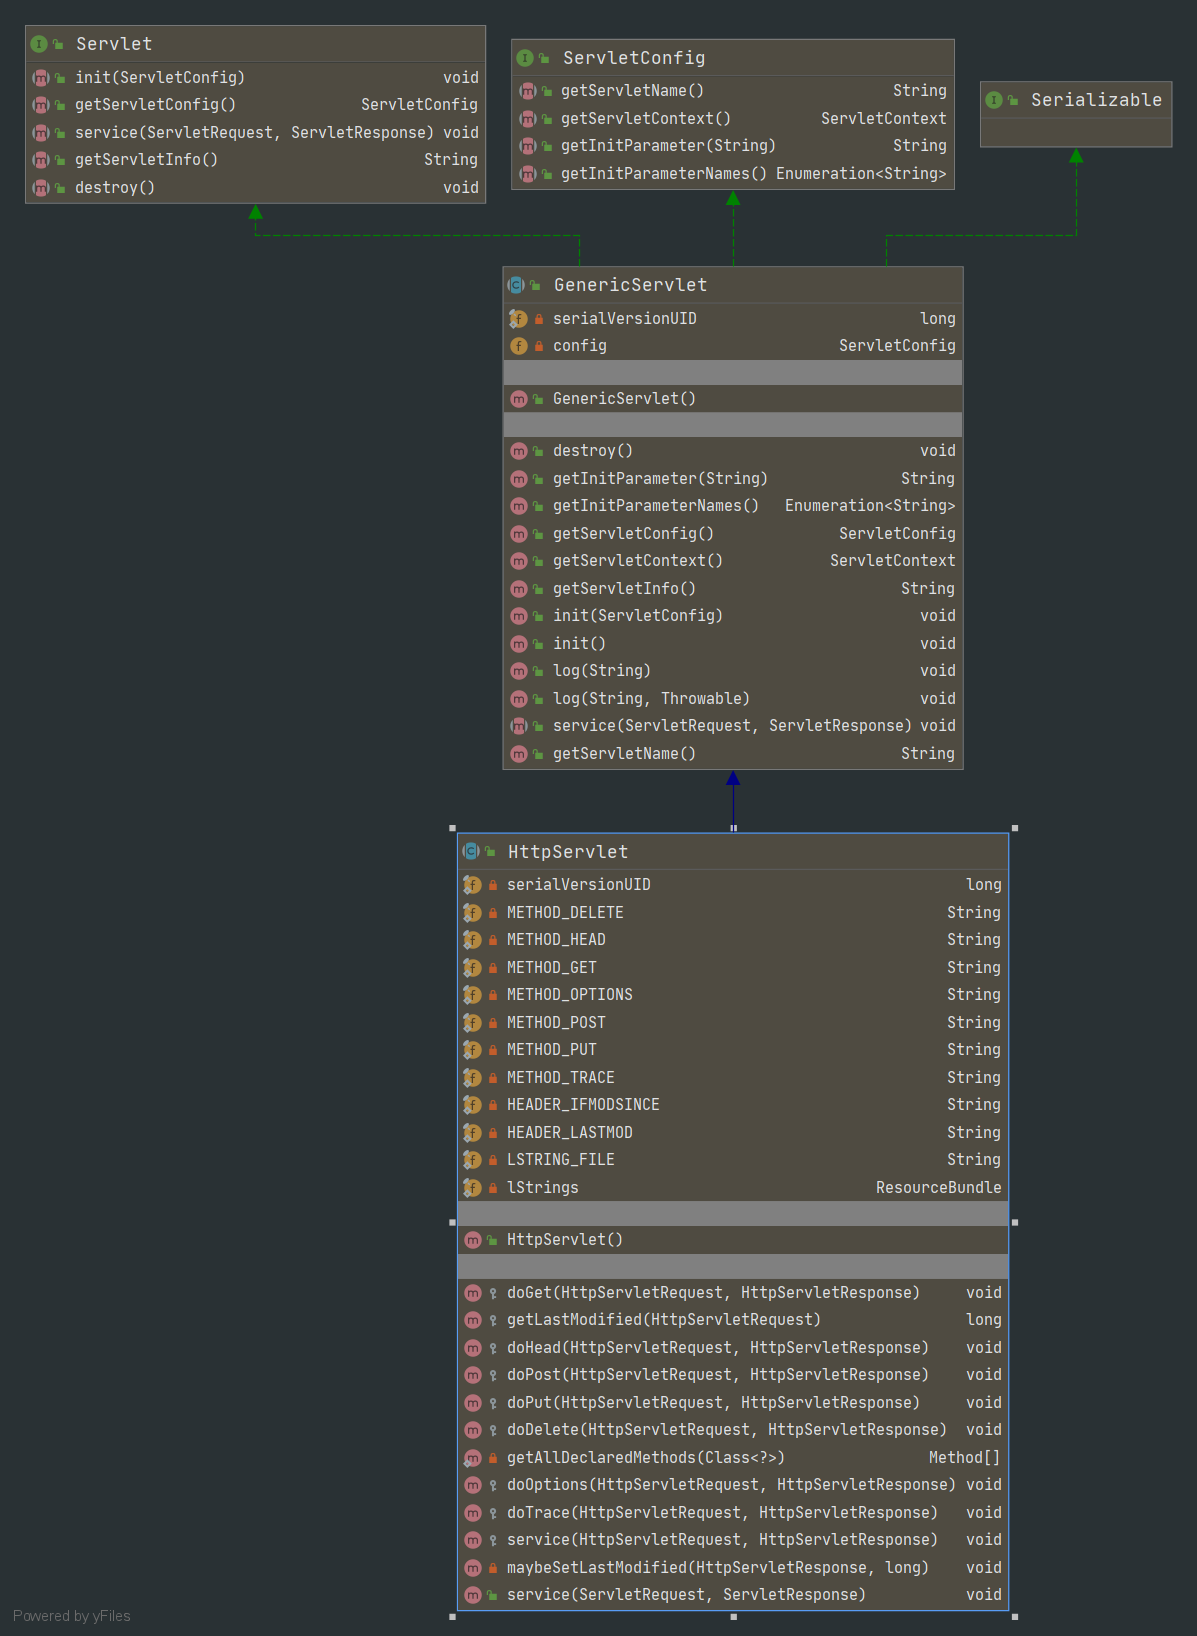 Servlet
init(ServletConfig) void
getServletConfig() ServletConfig
service(ServletRequest, ServletResponse) void
getServletInfo() String
destroy() void
ServletConfig
getServletName() String
getServletContext() ServletContext
getInitParameter(String) String
getInitParameterNames() Enumeration<String>
Serializable
GenericServlet
serialVersionUID long
config ServletConfig
GenericServlet()
destroy() void
getInitParameter(String) String
getInitParameterNames() Enumeration<String>
getServletConfig() ServletConfig
getServletContext() ServletContext
getServletInfo() String
init(ServletConfig) void
init() void
log(String) void
log(String, Throwable) void
service(ServletRequest, ServletResponse) void
getServletName() String
HttpServlet
serialVersionUID long
METHOD_DELETE String
METHOD_HEAD String
METHOD_GET String
METHOD_OPTIONS String
METHOD_POST String
METHOD_PUT String
METHOD_TRACE String
HEADER_IFMODSINCE String
HEADER_LASTMOD String
LSTRING_FILE String
lStrings ResourceBundle
HttpServlet()
doGet(HttpServletRequest, HttpServletResponse) void
getLastModified(HttpServletRequest) long
doHead(HttpServletRequest, HttpServletResponse) void
doPost(HttpServletRequest, HttpServletResponse) void
doPut(HttpServletRequest, HttpServletResponse) void
doDelete(HttpServletRequest, HttpServletResponse) void
getAllDeclaredMethods(Class<?>) Method[]
doOptions(HttpServletRequest, HttpServletResponse) void
doTrace(HttpServletRequest, HttpServletResponse) void
service(HttpServletRequest, HttpServletResponse) void
maybeSetLastModified(HttpServletResponse, long) void
service(ServletRequest, ServletResponse) void
Powered by yFiles